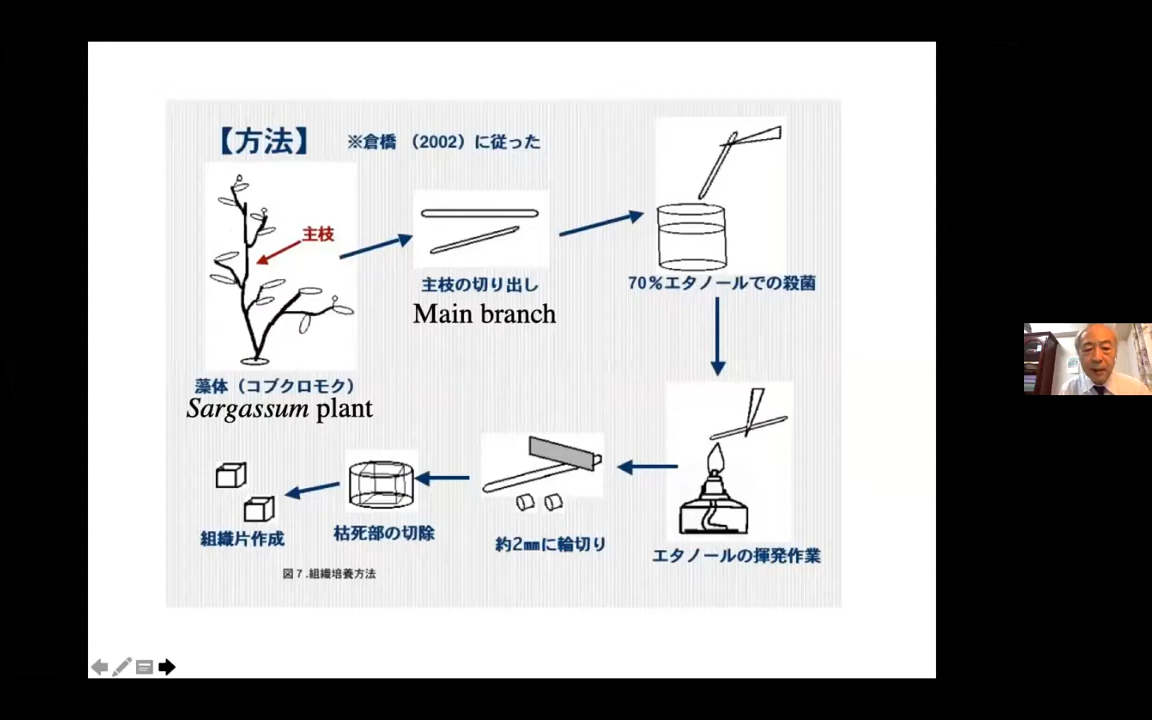 【方法】 ※倉橋 （2002）に従った
主枝
主枝の切り出し
Main branch
70％エタノールでの殺菌
藻体（コブクロモク）
Sargassum plant
組織片作成
枯死部の切除
約2㎜に輪切り
エタノールの揮発作業
図７.組織培養方法